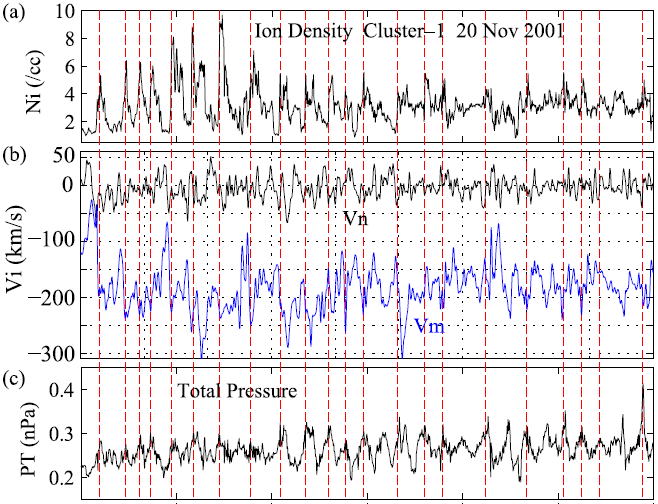 (a)
Ion Density Cluster–1 20 Nov 2001
Ni (/cc)
10
8
6
4
2
(b)
Vi (km/s)
50
0
−100
−200
−300
Vn
Vm
(c)
Total Pressure
PT (nPa)
0.4
0.3
0.2